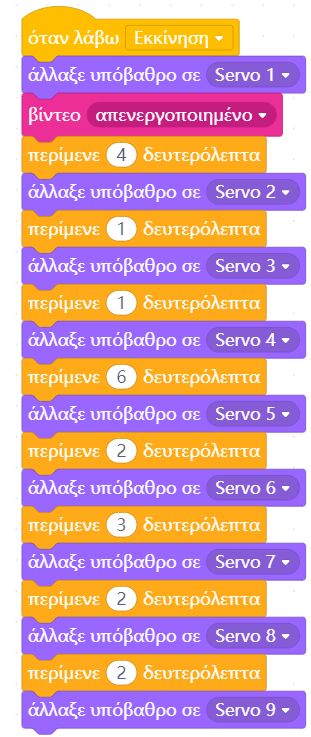 όταν λάβω Εκκίνηση
άλλαξε υπόβαθρο σε Servo 1
βίντεο απενεργοποιημένο
περίμενε 4 δευτερόλεπτα
άλλαξε υπόβαθρο σε Servo 2
περίμενε 1 δευτερόλεπτα
άλλαξε υπόβαθρο σε Servo 3
περίμενε 1 δευτερόλεπτα
άλλαξε υπόβαθρο σε Servo 4
περίμενε 6 δευτερόλεπτα
άλλαξε υπόβαθρο σε Servo 5
περίμενε 2 δευτερόλεπτα
άλλαξε υπόβαθρο σε Servo 6
περίμενε 3 δευτερόλεπτα
άλλαξε υπόβαθρο σε Servo 7
περίμενε 2 δευτερόλεπτα
άλλαξε υπόβαθρο σε Servo 8
περίμενε 2 δευτερόλεπτα
άλλαξε υπόβαθρο σε Servo 9